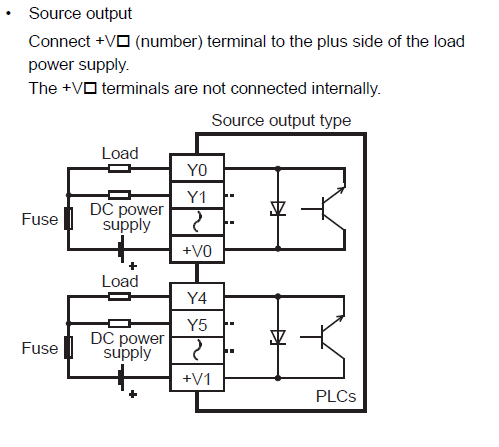 • Source output
Connect +V□ (number) terminal to the plus side of the load
power supply.
The +V□ terminals are not connected internally.
Source output type
Load
Y0
Y1
DC power
supply
Fuse
+V0
+
Load
Y4
Y5
DC power
supply
Fuse
+V1
+
PLCs